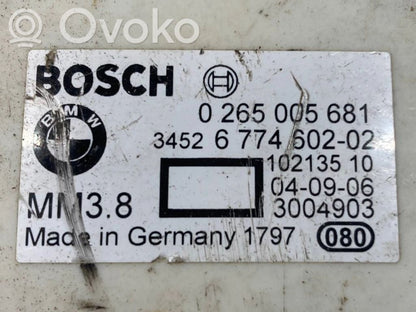 Ovoko
BOSCH
BMW
0 265 005 681
3452 6 774 602-02
102135 10
04-09-06
MM3.8
3004903
Made in Germany 1797
080